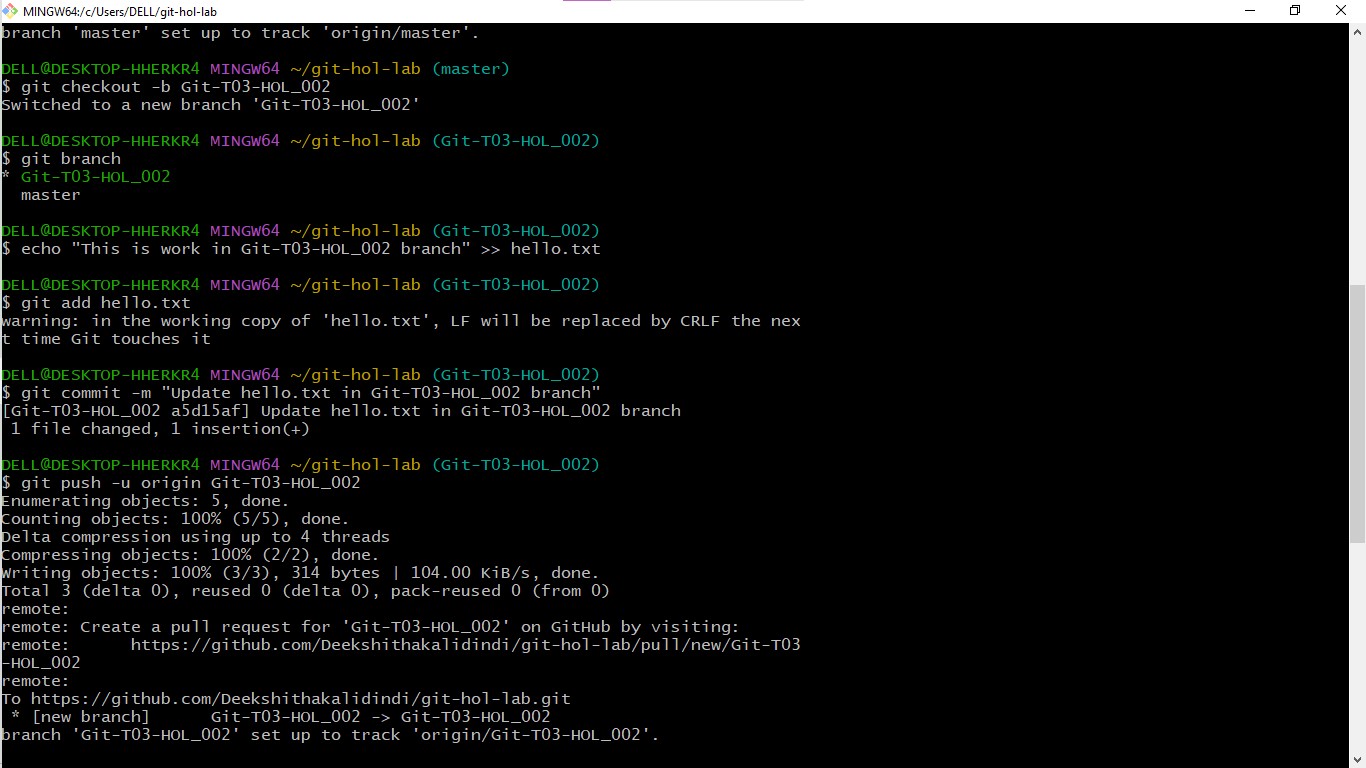 MINGW64:/c/Users/DELL/git-hol-lab
branch 'master' set up to track 'origin/master'.
DELL@DESKTOP-HHERKR4 MINGW64 ~/git-hol-lab (master)
$ git checkout -b Git-T03-HOL_002
Switched to a new branch 'Git-T03-HOL_002'
DELL@DESKTOP-HHERKR4 MINGW64 ~/git-hol-lab (Git-T03-HOL_002)
$ git branch
* Git-T03-HOL_002
  master
DELL@DESKTOP-HHERKR4 MINGW64 ~/git-hol-lab (Git-T03-HOL_002)
$ echo "This is work in Git-T03-HOL_002 branch" >> hello.txt
DELL@DESKTOP-HHERKR4 MINGW64 ~/git-hol-lab (Git-T03-HOL_002)
$ git add hello.txt
warning: in the working copy of 'hello.txt', LF will be replaced by CRLF the nex
t time Git touches it
DELL@DESKTOP-HHERKR4 MINGW64 ~/git-hol-lab (Git-T03-HOL_002)
$ git commit -m "Update hello.txt in Git-T03-HOL_002 branch"
[Git-T03-HOL_002 a5d15af] Update hello.txt in Git-T03-HOL_002 branch
 1 file changed, 1 insertion(+)
DELL@DESKTOP-HHERKR4 MINGW64 ~/git-hol-lab (Git-T03-HOL_002)
$ git push -u origin Git-T03-HOL_002
Enumerating objects: 5, done.
Counting objects: 100% (5/5), done.
Delta compression using up to 4 threads
Compressing objects: 100% (2/2), done.
Writing objects: 100% (3/3), 314 bytes | 104.00 KiB/s, done.
Total 3 (delta 0), reused 0 (delta 0), pack-reused 0 (from 0)
remote:
remote: Create a pull request for 'Git-T03-HOL_002' on GitHub by visiting:
remote:      https://github.com/Deekshithakalidindi/git-hol-lab/pull/new/Git-T03
-HOL_002
remote:
To https://github.com/Deekshithakalidindi/git-hol-lab.git
 * [new branch]      Git-T03-HOL_002 -> Git-T03-HOL_002
branch 'Git-T03-HOL_002' set up to track 'origin/Git-T03-HOL_002'.